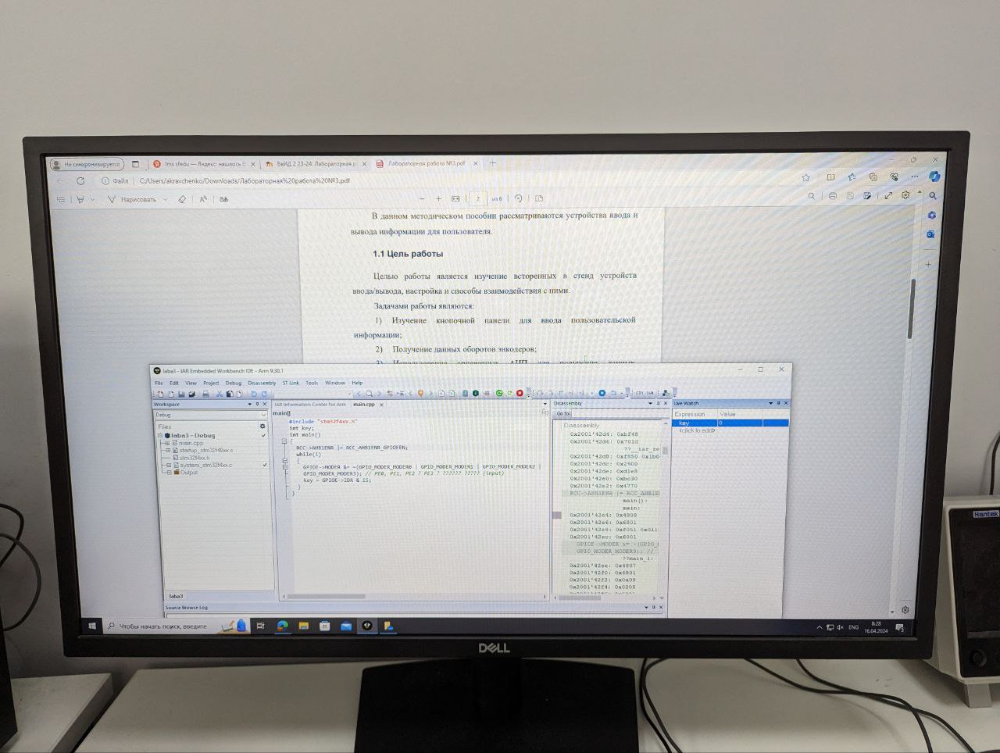 Не синхронизируется
lms sfedu — Яндекс: нашлось
ВвИД 2 23-24: Лабораторная
Лабораторная работа №3.pdf
Файл
C:/Users/akravchenko/Downloads/Лабораторная%20работа%20№3.pdf
Нарисовать
2
из 6
В данном методическом пособии рассматриваются устройства ввода и
вывода информации для пользователя.
1.1 Цель работы
Целью работы является изучение всторенных в стенд устройств
ввода/вывода, настройка и способы взаимодействия с ними.
Задачами работы являются:
1) Изучение кнопочной панели для ввода пользовательской
информации;
2) Получение данных оборотов энкодеров;
laba3 - IAR Embedded Workbench IDE - Arm 9.30.1
File Edit View Project Debug Disassembly ST-Link Tools Window Help
Workspace
Debug
Files
laba3 - Debug
main.cpp
startup_stm32f40xx.s
stm32f4xx.h
system_stm32f4xx.c
Output
laba3
IAR Information Center for Arm
main.cpp
main()
#include "stm32f4xx.h"
int key;
int main()
{
RCC->AHB1ENR |= RCC_AHB1ENR_GPIOEEN;
while(1)
{
GPIOE->MODER &= ~(GPIO_MODER_MODER0 | GPIO_MODER_MODER1 | GPIO_MODER_MODER2 |
GPIO_MODER_MODER3); // PE0, PE1, PE2 ? PE3 ? ?????? ????? (input)
key = GPIOE->IDR & 15;
}
}
Disassembly
Go to:
Disassembly
0x2001'42d4: 0xbf48
0x2001'42d6: 0x701d
0x2001'42d8: 0xf850
0x2001'42dc: 0x2900
0x2001'42de: 0xd1e8
0x2001'42e0: 0xbc30
0x2001'42e2: 0x4770
RCC->AHB1ENR |= RCC_AHB1E
main():
main:
0x2001'42e4: 0x4808
0x2001'42e6: 0x6801
0x2001'42e8: 0xf051
0x2001'42ec: 0x6001
GPIOE->MODER &= ~(GPIO_
GPIO_MODER_MODER3); //
??main_1:
0x2001'42ee: 0x4807
0x2001'42f0: 0x6801
0x2001'42f2: 0x0a09
0x2001'42f4: 0x0209
Live Watch
Expression Value
key 0
<click to add>
Source Browse Log
Чтобы начать поиск, введите
ENG
8:28
16.04.2024
DELL
Hantek